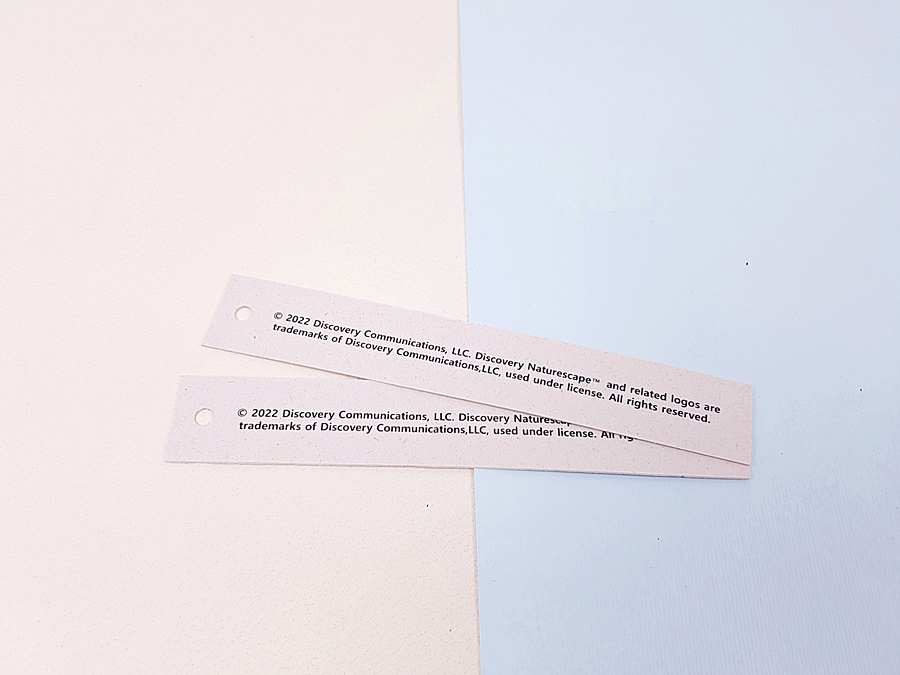 © 2022 Discovery Communications, LLC. Discovery Naturescape™ and related logos are
trademarks of Discovery Communications,LLC, used under license. All rights reserved.
© 2022 Discovery Communications, LLC. Discovery
trademarks of Discovery Communications,LLC, used under license. All